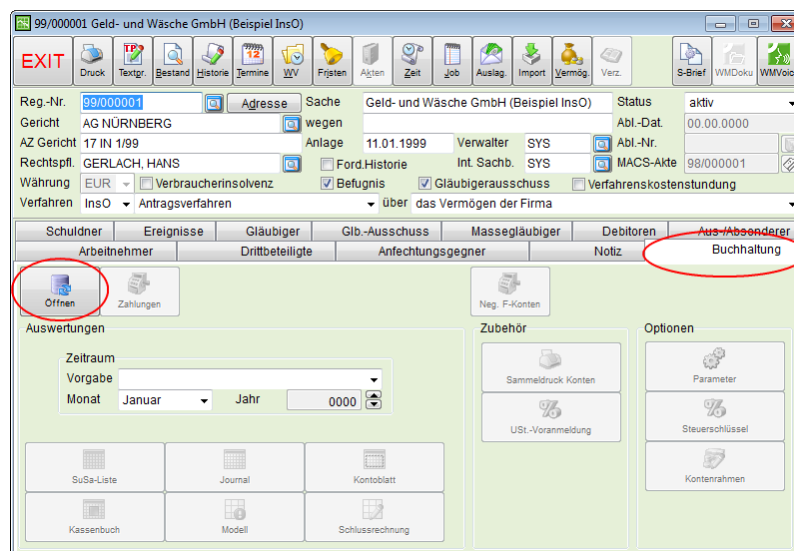 99/000001 Geld- und Wäsche GmbH (Beispiel InsO)
EXIT Druck Textgr. Bestand Historie Termine WV Fristen Akten Zeit Job Auslag. Import Vermög. Verz. S-Brief WMDoku WMVoic
Reg.-Nr. 99/000001 Adresse Sache Geld- und Wäsche GmbH (Beispiel InsO) Status aktiv
Gericht AG NÜRNBERG wegen Abl.-Dat. 00.00.0000
AZ Gericht 17 IN 1/99 Anlage 11.01.1999 Verwalter SYS Abl.-Nr.
Rechtspfl. GERLACH, HANS Ford.Historie Int. Sachb. SYS MACS-Akte 98/000001
Währung EUR Verbraucherinsolvenz Befugnis Gläubigerausschuss Verfahrenskostenstundung
Verfahren InsO Antragsverfahren über das Vermögen der Firma
Schuldner Ereignisse Gläubiger Glb.-Ausschuss Massegläubiger Debitoren Aus-/Absonderer
Arbeitnehmer Drittbeteiligte Anfechtungsgegner Notiz Buchhaltung
Öffnen Zahlungen Neg. F-Konten
Auswertungen Zubehör Optionen
Zeitraum
Vorgabe
Monat Januar Jahr 0000
Sammeldruck Konten Parameter
USt.-Voranmeldung Steuerschlüssel
SuSa-Liste Journal Kontoblatt Kontenrahmen
Kassenbuch Modell Schlussrechnung